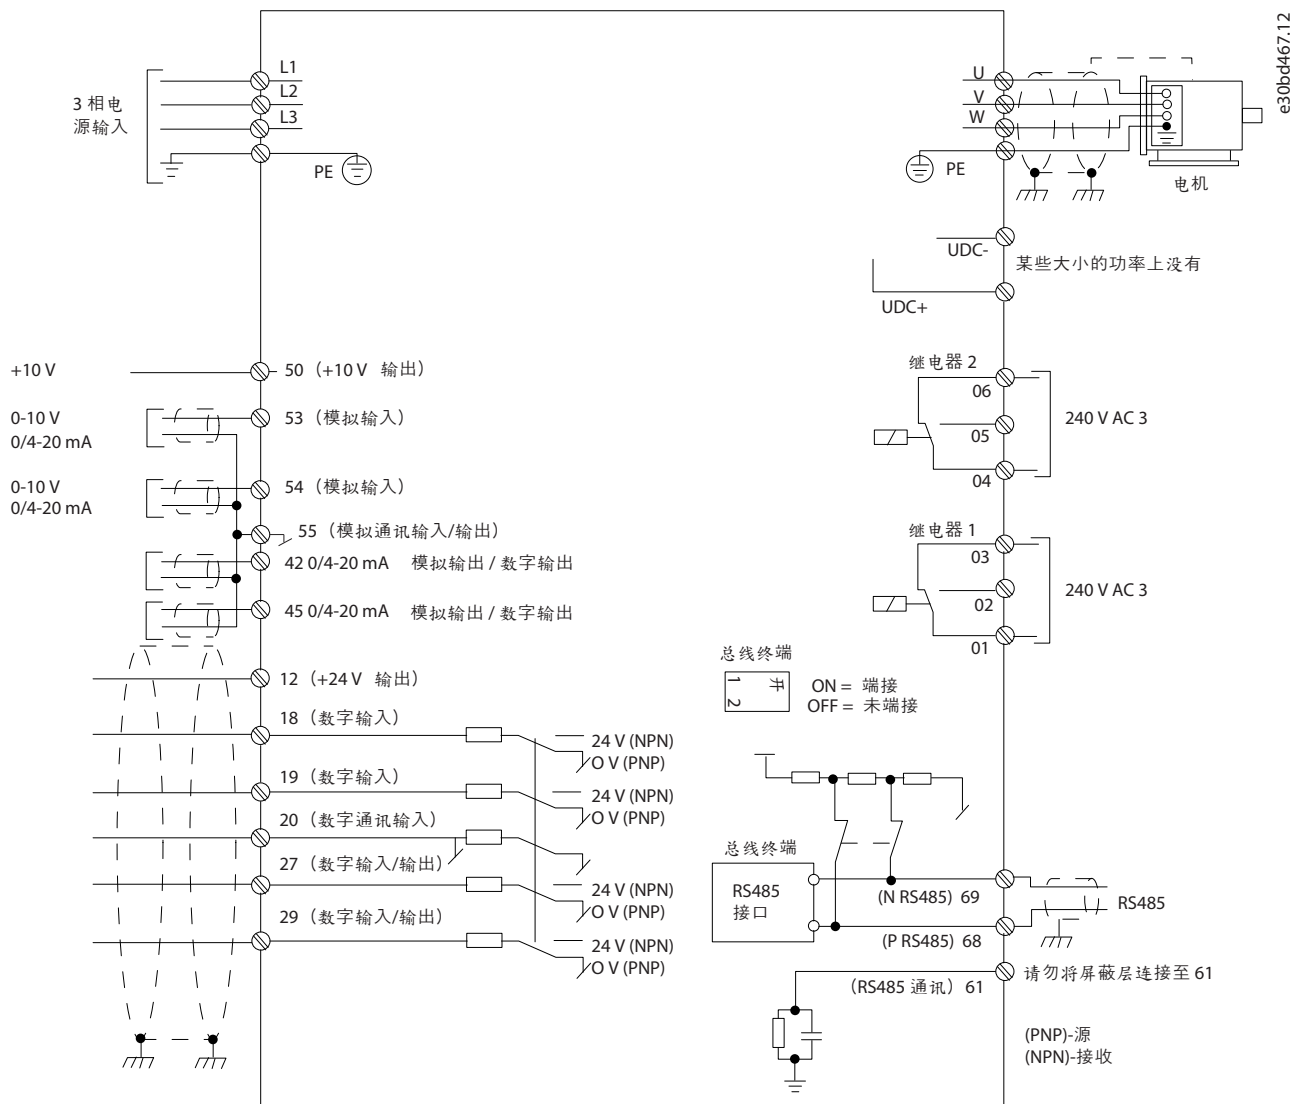 e30bd467.12
3 相电
源输入
L1
L2
L3
PE
U
V
W
PE
电机
UDC-
某些大小的功率上没有
UDC+
+10 V
50（+10 V 输出）
0-10 V
0/4-20 mA
53（模拟输入）
0-10 V
0/4-20 mA
54（模拟输入）
55（模拟通讯输入/输出）
42 0/4-20 mA 模拟输出 / 数字输出
45 0/4-20 mA 模拟输出 / 数字输出
12（+24 V 输出）
18（数字输入）
24 V (NPN)
O V (PNP)
19（数字输入）
24 V (NPN)
O V (PNP)
20（数字通讯输入）
27（数字输入/输出）
24 V (NPN)
O V (PNP)
29（数字输入/输出）
24 V (NPN)
O V (PNP)
继电器 2
06
05
04
240 V AC 3
继电器 1
03
02
01
240 V AC 3
总线终端
1
2
开
ON = 端接
OFF = 未端接
总线终端
RS485
接口
(N RS485) 69
(P RS485) 68
RS485
（RS485 通讯）61
请勿将屏蔽层连接至 61
(PNP)-源
(NPN)-接收